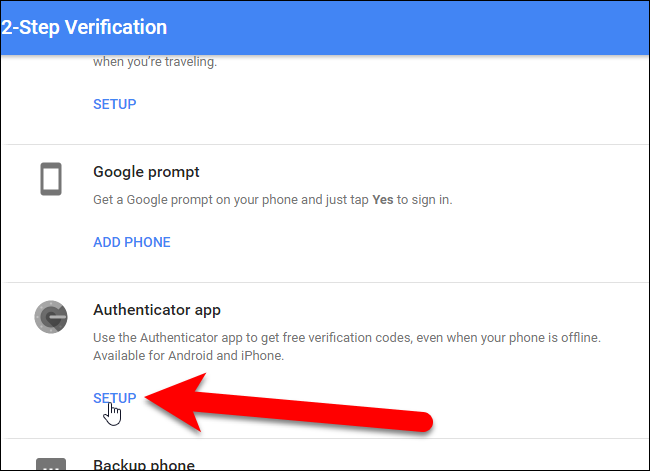 2-Step Verification
when you're traveling.
SETUP
Google prompt
Get a Google prompt on your phone and just tap Yes to sign in.
ADD PHONE
Authenticator app
Use the Authenticator app to get free verification codes, even when your phone is offline.
Available for Android and iPhone.
SETUP
Backup phone